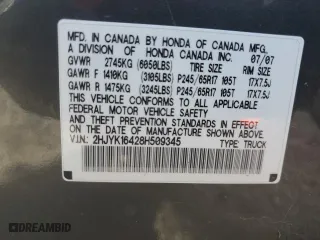 MFD. IN CANADA BY HONDA OF CANADA MFG.
A DIVISION OF HONDA CANADA INC. 07/07
GVWR 2745KG (6050LBS) TIRE SIZE RIM SIZE
GAWR F 1410KG (3105LBS) P245/65R17 105T 17X7.5J
GAWR R 1475KG (3245LBS) P245/65R17 105T 17X7.5J
THIS VEHICLE CONFORMS TO ALL APPLICABLE
FEDERAL MOTOR VEHICLE SAFETY
AND THEFT PREVENTION STANDARDS IN EFFECT
ON THE DATE OF MANUFACTURE SHOWN ABOVE.
V.I.N: 2HJYK16428H509345 TYPE: TRUCK
© DREAMBID.COM